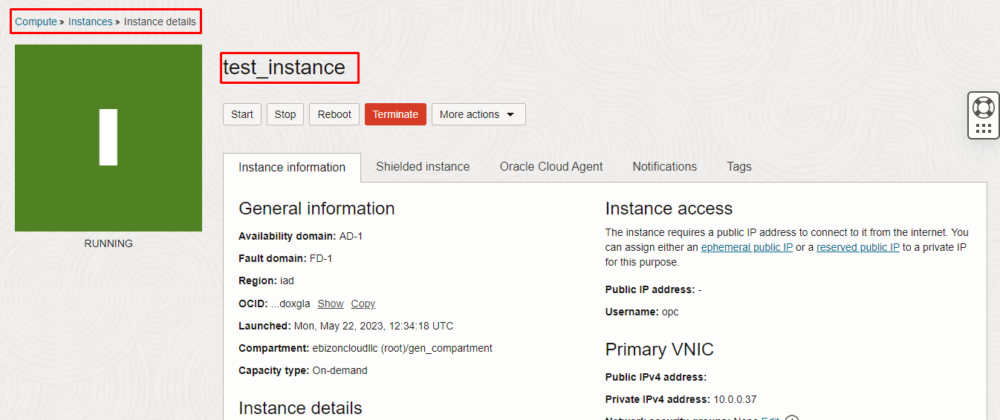 Compute » Instances » Instance details
test_instance
Start Stop Reboot Terminate More actions
RUNNING
Instance information Shielded instance Oracle Cloud Agent Notifications Tags
General information
Availability domain: AD-1
Fault domain: FD-1
Region: iad
OCID: ...doxgla Show Copy
Launched: Mon, May 22, 2023, 12:34:18 UTC
Compartment: ebizoncloudllc (root)/gen_compartment
Capacity type: On-demand
Instance details
Instance access
The instance requires a public IP address to connect to it from the internet. You
can assign either an ephemeral public IP or a reserved public IP to a private IP
for this purpose.
Public IP address: -
Username: opc
Primary VNIC
Public IPv4 address:
Private IPv4 address: 10.0.0.37
Network security groups: None Edit